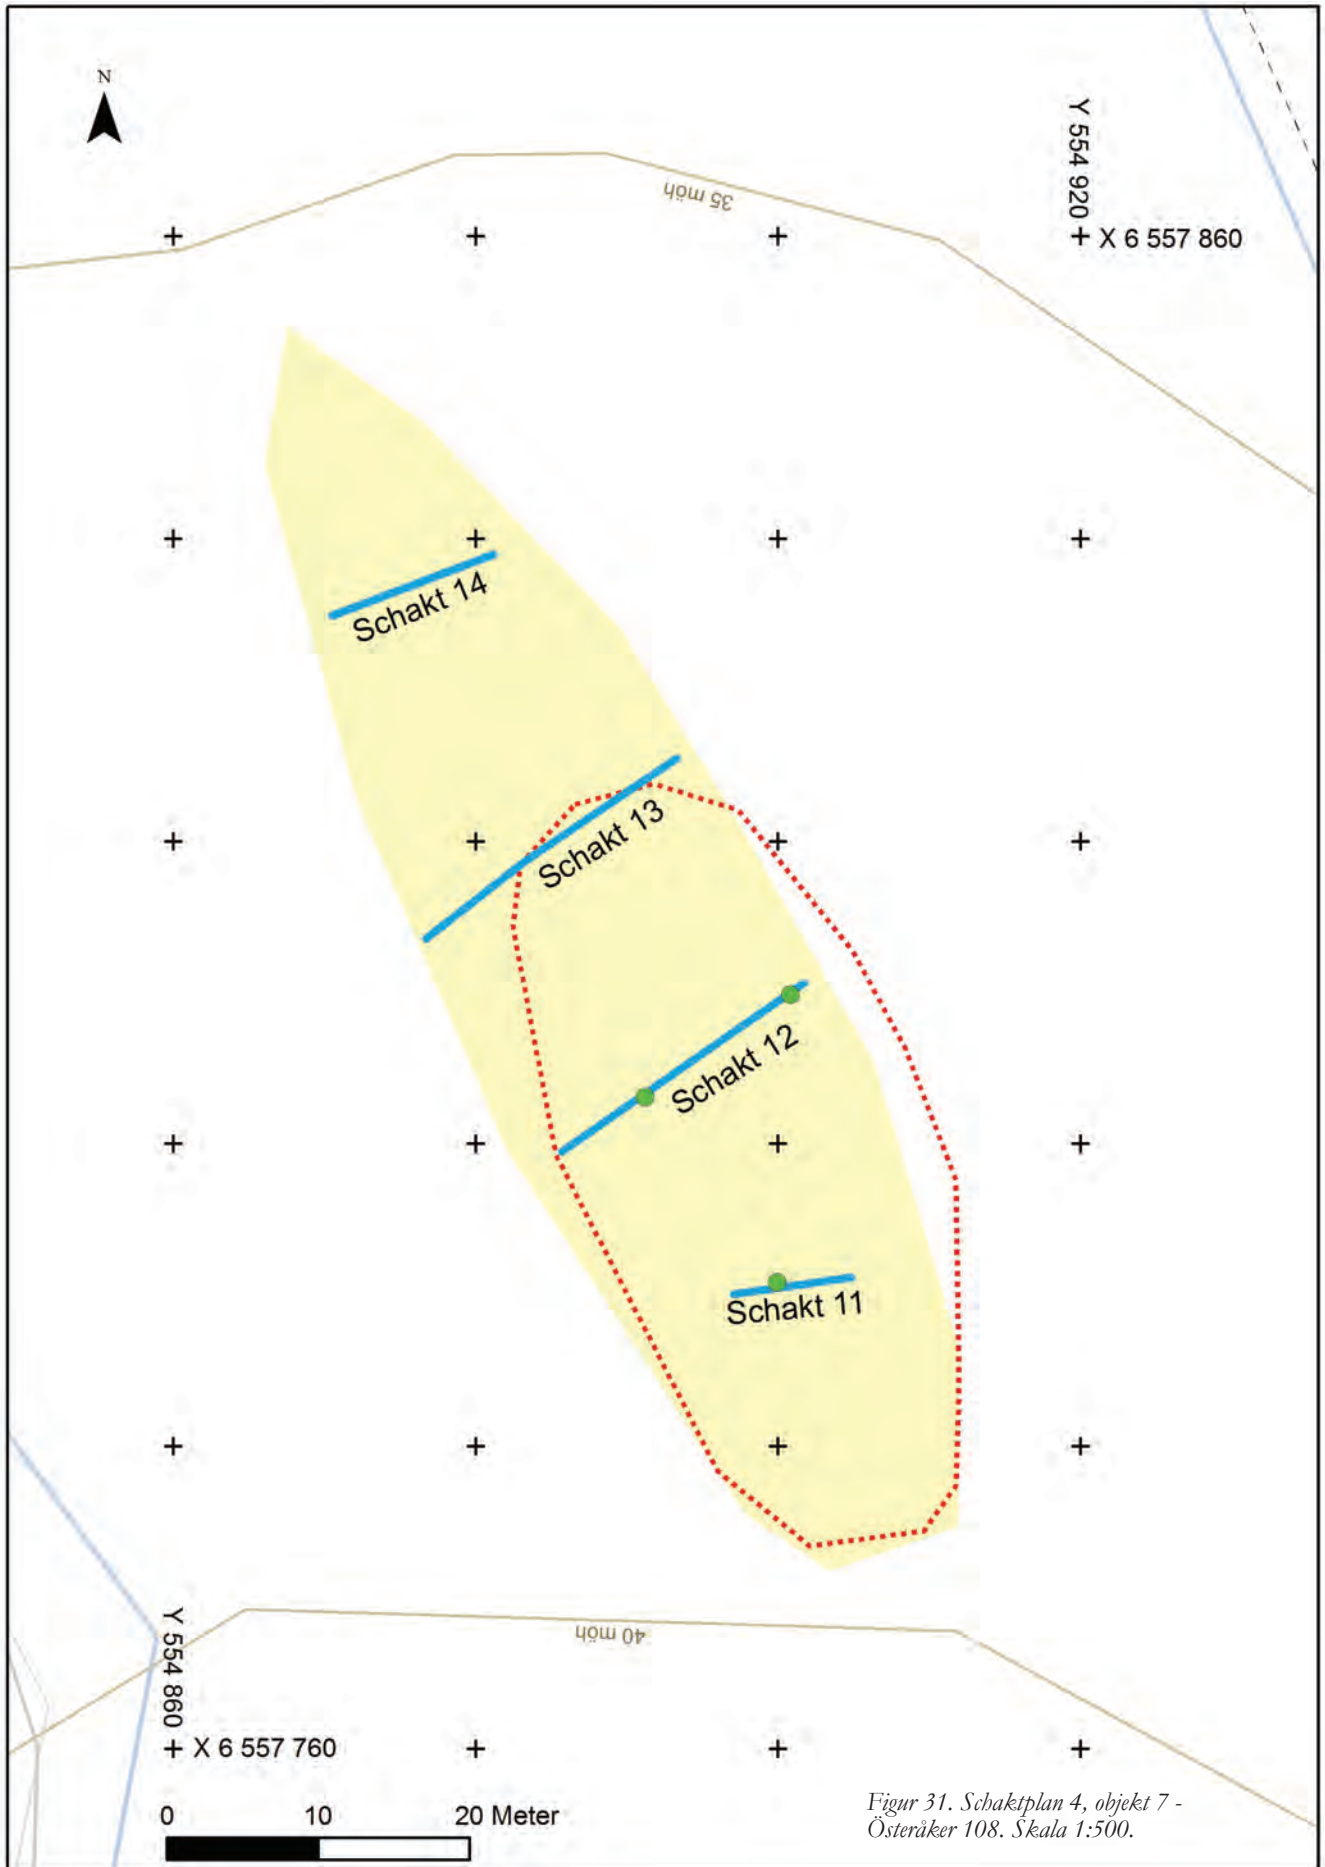 N
Y 554 920
35 möh
X 6 557 860
Schakt 14
Schakt 13
Schakt 12
Schakt 11
40 möh
Y 554 860
X 6 557 760
0 10 20 Meter
Figur 31. Schaktplan 4, objekt 7 -
Österåker 108. Skala 1:500.